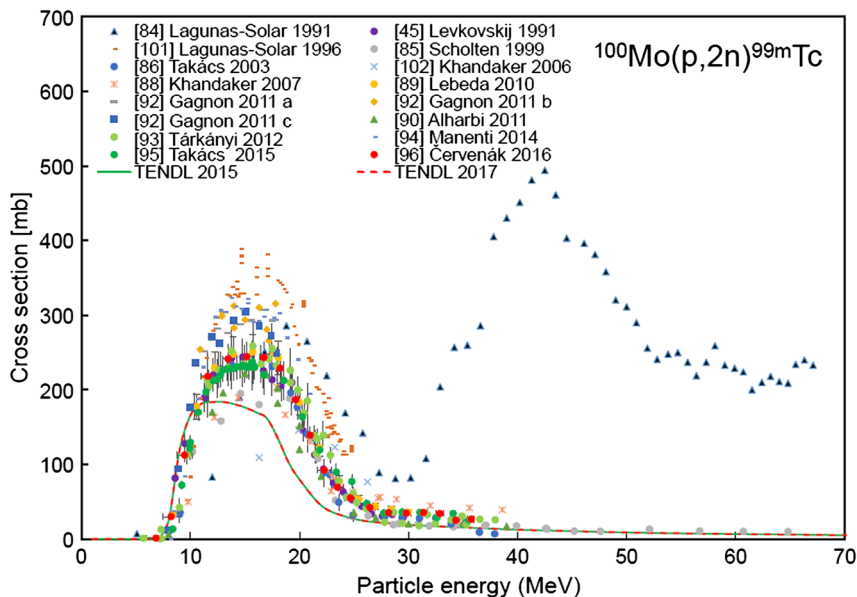 700
600
500
400
300
200
100
0
Cross section [mb]
[84] Lagunas-Solar 1991
[101] Lagunas-Solar 1996
[86] Takács 2003
[88] Khandaker 2007
[92] Gagnon 2011 a
[92] Gagnon 2011 c
[93] Tárkányi 2012
[95] Takács 2015
TENDL 2015
[45] Levkovskij 1991
[85] Scholten 1999
[102] Khandaker 2006
[89] Lebeda 2010
[92] Gagnon 2011 b
[90] Alharbi 2011
[94] Manenti 2014
[96] Červenák 2016
TENDL 2017
¹⁰⁰Mo(p,2n)⁹⁹ᵐTc
0 10 20 30 40 50 60 70
Particle energy (MeV)